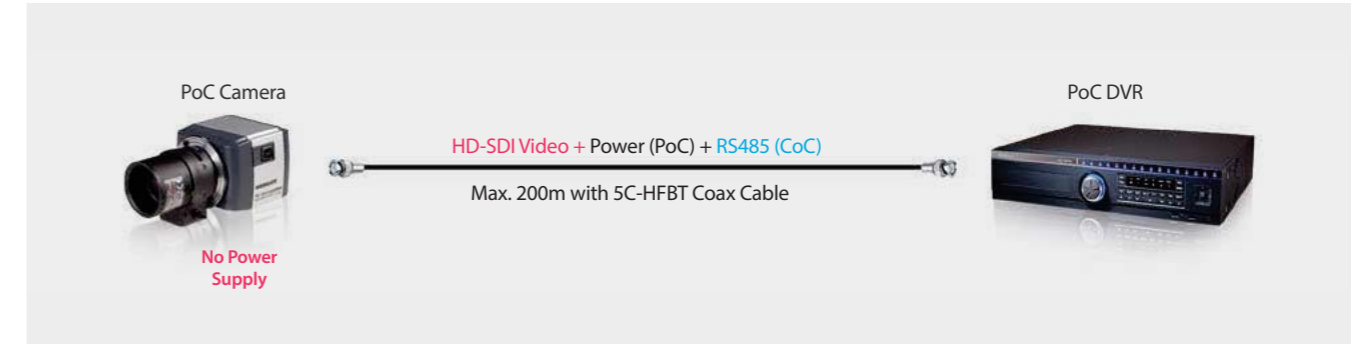 PoC Camera
PoC DVR
HD-SDI Video + Power (PoC) + RS485 (CoC)
Max. 200m with 5C-HFBT Coax Cable
No Power
Supply